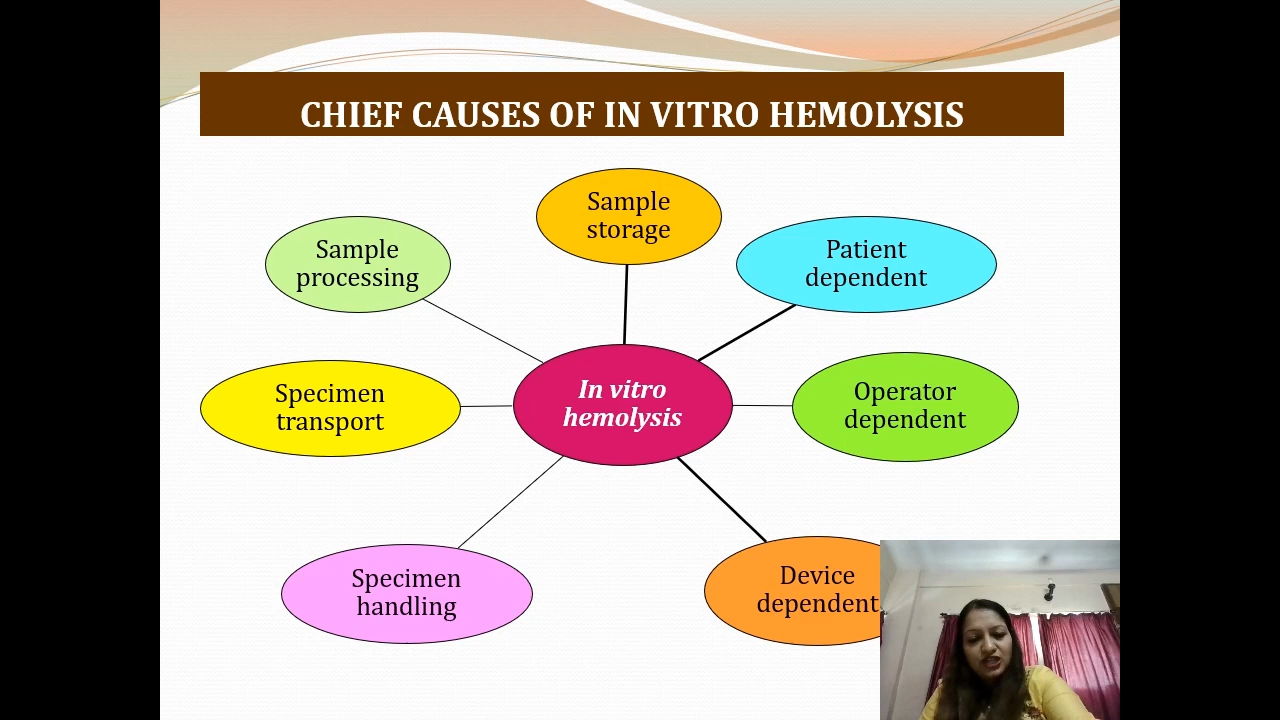 CHIEF CAUSES OF IN VITRO HEMOLYSIS
Sample
storage
Sample
processing
Patient
dependent
Specimen
transport
In vitro
hemolysis
Operator
dependent
Specimen
handling
Device
dependent